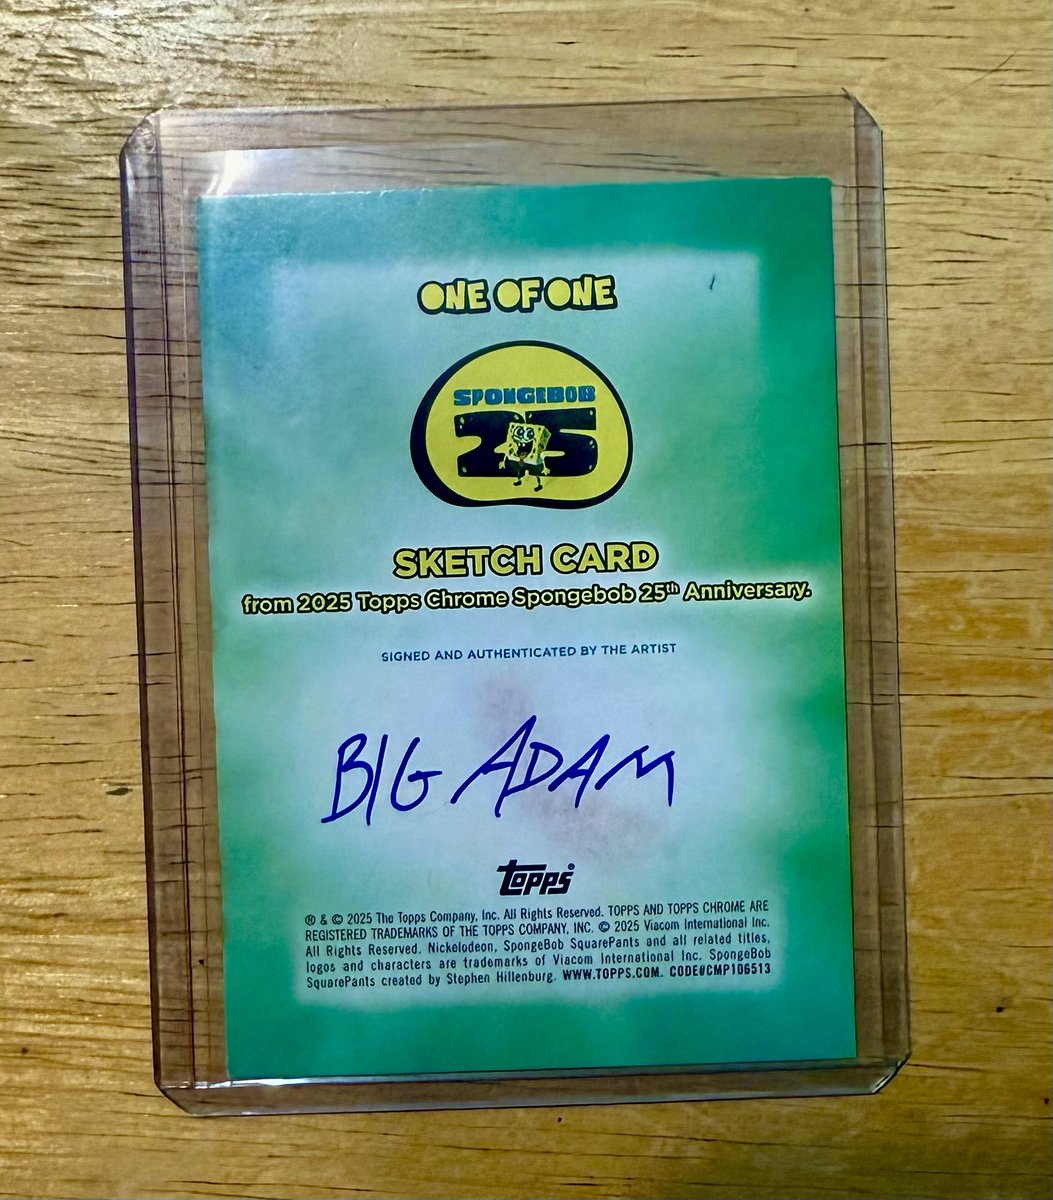 ONE OF ONE
SPONGEBOB
25
SKETCH CARD
from 2025 Topps Chrome Spongebob 25th Anniversary.
SIGNED AND AUTHENTICATED BY THE ARTIST
BIG ADAM
topps®
® & © 2025 The Topps Company, Inc. All Rights Reserved. TOPPS AND TOPPS CHROME ARE
REGISTERED TRADEMARKS OF THE TOPPS COMPANY, INC. © 2025 Viacom International Inc.
All Rights Reserved. Nickelodeon, SpongeBob SquarePants and all related titles,
logos and characters are trademarks of Viacom International Inc. SpongeBob
SquarePants created by Stephen Hillenburg. WWW.TOPPS.COM. CODE#CMP106513